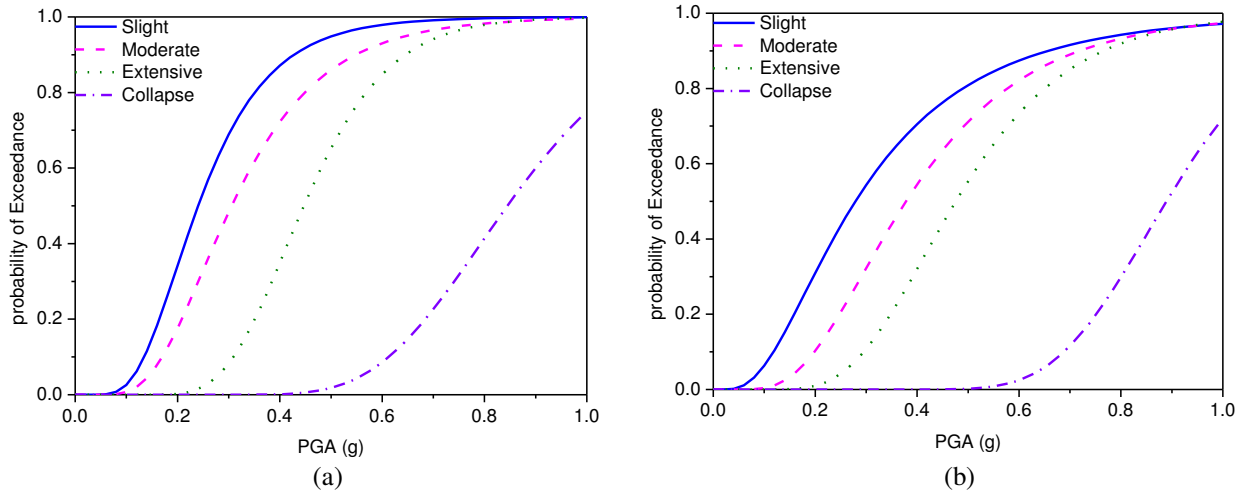 1.0
0.8
0.6
0.4
0.2
0.0
probability of Exceedance
Slight
Moderate
Extensive
Collapse
0.0 0.2 0.4 0.6 0.8 1.0
PGA (g)
(a)
1.0
0.8
0.6
0.4
0.2
0.0
probability of Exceedance
Slight
Moderate
Extensive
Collapse
0.0 0.2 0.4 0.6 0.8 1.0
PGA (g)
(b)